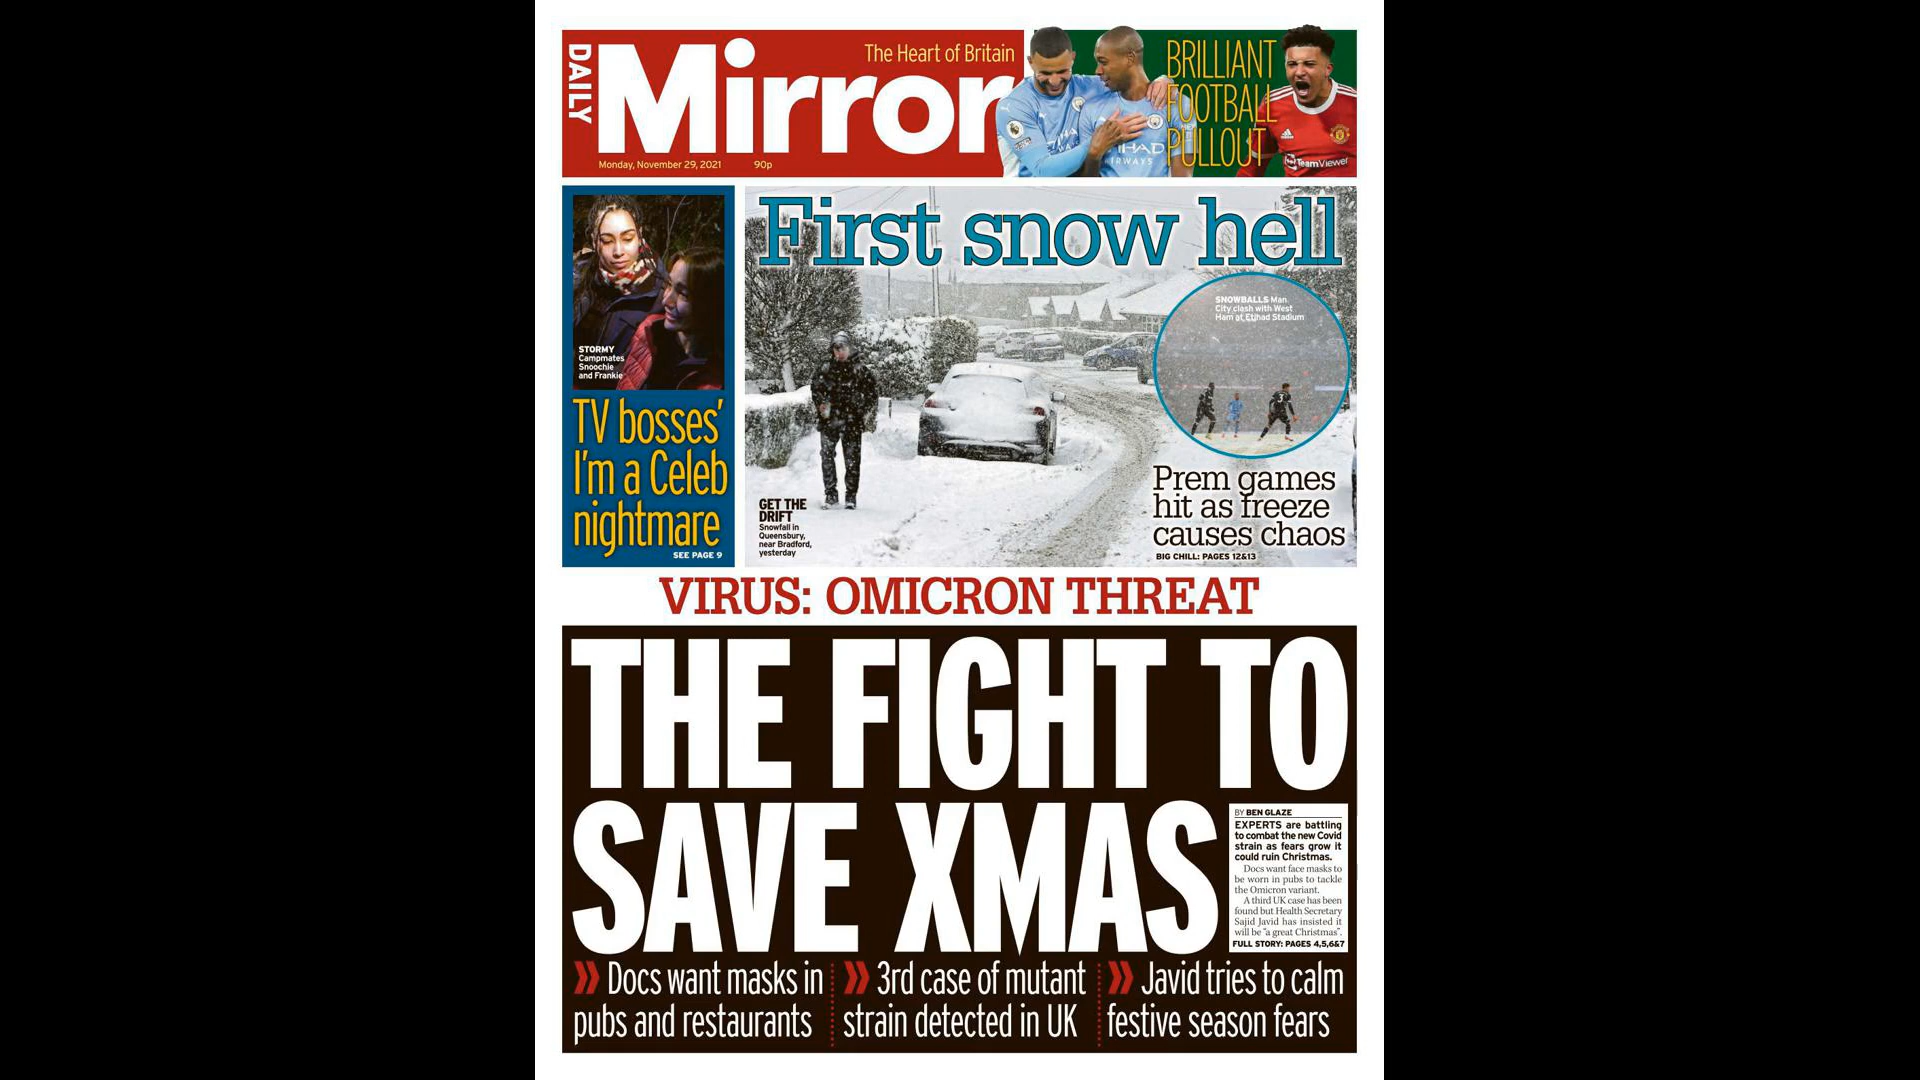 DAILY
Mirror
The Heart of Britain
Monday, November 29, 2021
90p
BRILLIANT
FOOTBALL
PULLOUT
TeamViewer
STORMY
Campmates
Snoochie
and Frankie
TV bosses'
I'm a Celeb
nightmare
SEE PAGE 9
First snow hell
SNOWBALLS Man
City clash with West
Ham at Etihad Stadium
3
GET THE
DRIFT
Snowfall in
Queensbury,
near Bradford,
yesterday
Prem games
hit as freeze
causes chaos
BIG CHILL: PAGES 12&13
VIRUS: OMICRON THREAT
THE FIGHT TO
SAVE XMAS
BY BEN GLAZE
EXPERTS are battling
to combat the new Covid
strain as fears grow it
could ruin Christmas.
Docs want face masks to
be worn in pubs to tackle
the Omicron variant.
A third UK case has been
found but Health Secretary
Sajid Javid has insisted it
will be "a great Christmas".
FULL STORY: PAGES 4,5,6&7
Docs want masks in
pubs and restaurants
3rd case of mutant
strain detected in UK
Javid tries to calm
festive season fears